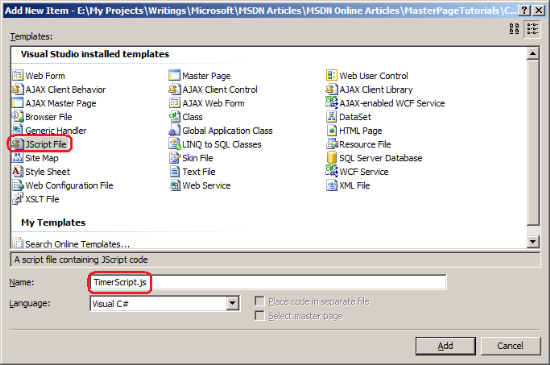 Add New Item - E:\My Projects\Writings\Microsoft\MSDN Articles\MSDN Online Articles\MasterPageTutorials\C...
Templates:
Visual Studio installed templates
Web Form
Master Page
Web User Control
AJAX Client Behavior
AJAX Client Control
AJAX Client Library
AJAX Master Page
AJAX Web Form
AJAX-enabled WCF Service
Browser File
Class
DataSet
Generic Handler
Global Application Class
HTML Page
JScript File
LINQ to SQL Classes
Resource File
Site Map
Skin File
SQL Server Database
Style Sheet
Text File
WCF Service
Web Configuration File
Web Service
XML File
XSLT File
My Templates
Search Online Templates...
A script file containing JScript code
Name:
TimerScript.js
Language:
Visual C#
Place code in separate file
Select master page
Add
Cancel